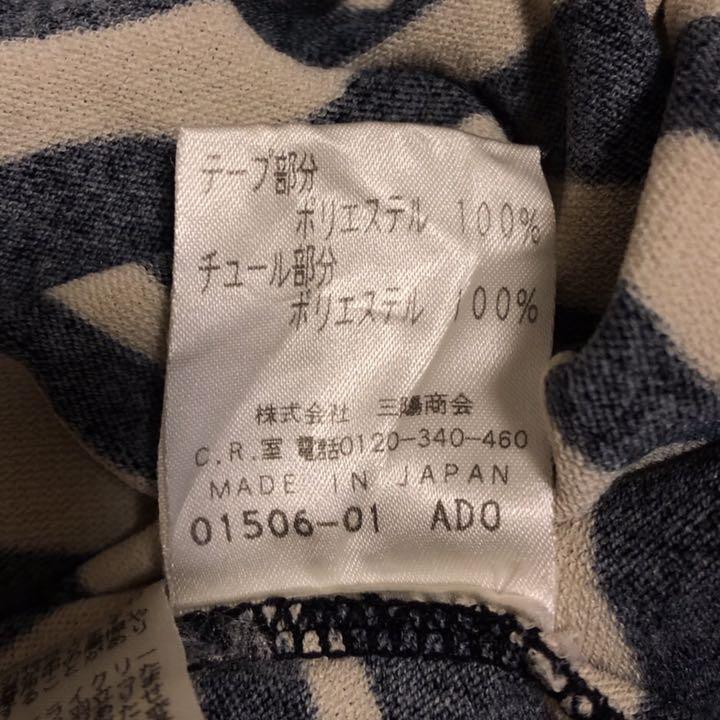 テープ部分
ポリエステル 100%
チュール部分
ポリエステル 100%
株式会社 三陽商会
C.R.室 電話0120-340-460
MADE IN JAPAN
01506-01 ADO